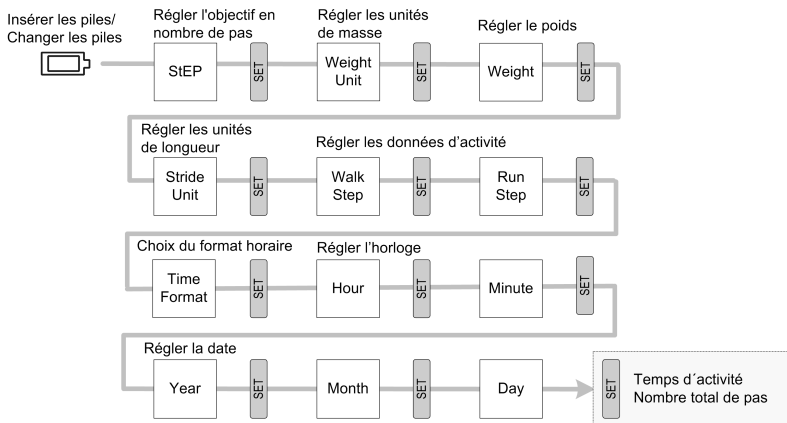 Insérer les piles/
Changer les piles
Régler l'objectif en
nombre de pas
Régler les unités
de masse
Régler le poids
StEP
SET
Weight
Unit
SET
Weight
SET
Régler les unités
de longueur
Régler les données d’activité
Stride
Unit
SET
Walk
Step
SET
Run
Step
SET
Choix du format horaire
Régler l’horloge
Time
Format
SET
Hour
SET
Minute
SET
Régler la date
Year
SET
Month
SET
Day
SET
Temps d´activité
Nombre total de pas